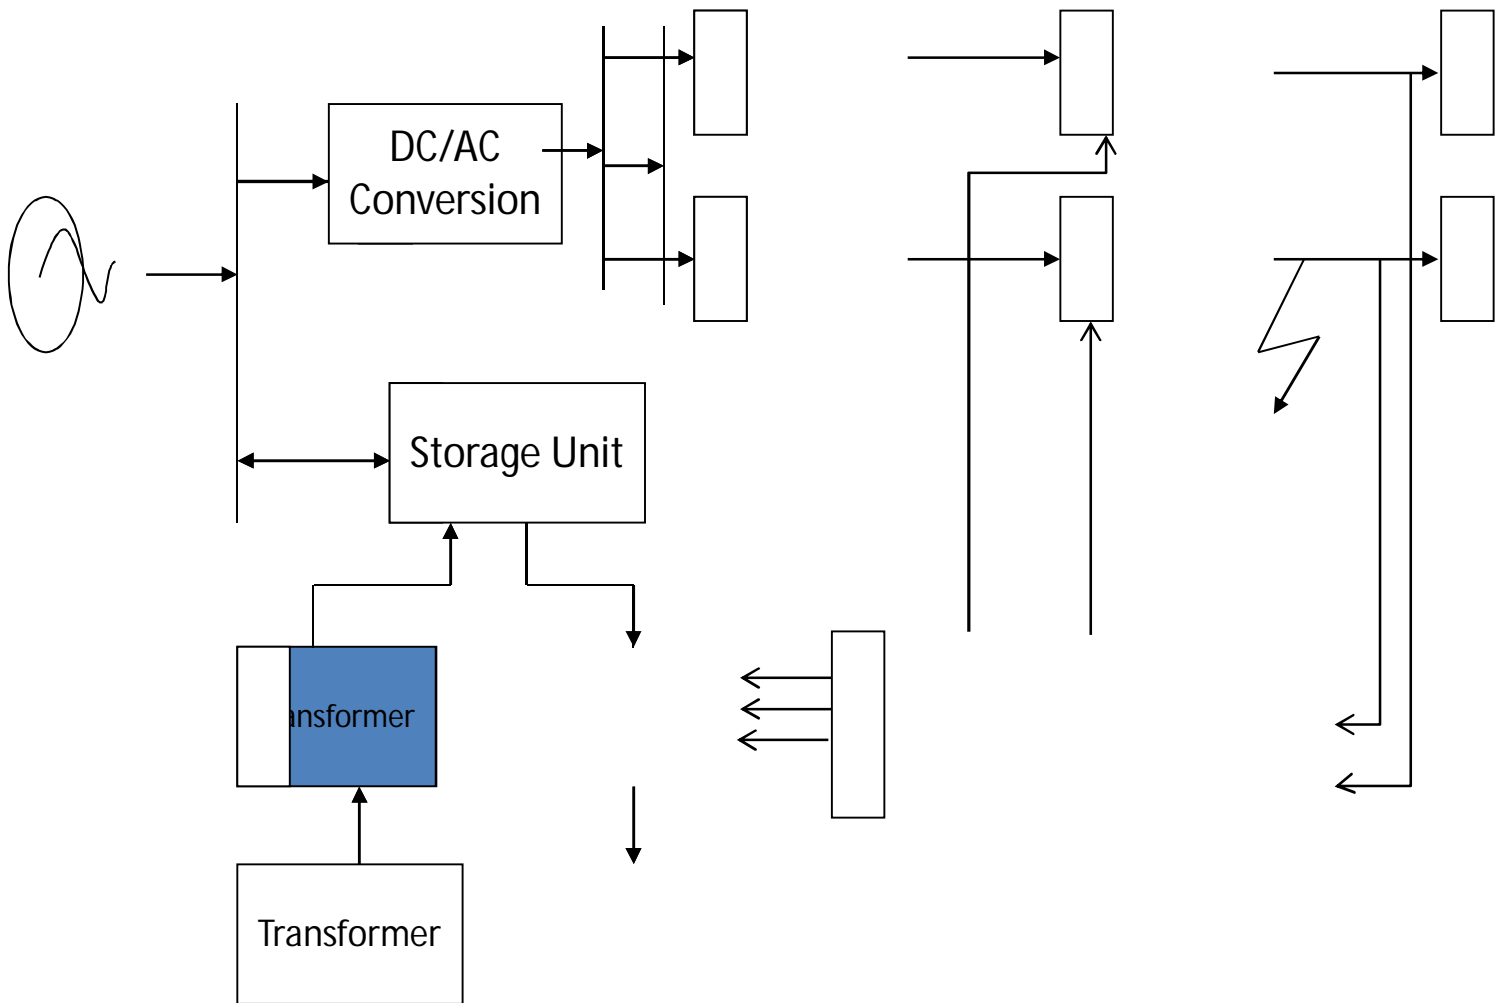 DC/AC
Conversion
Storage Unit
ansformer
Transformer